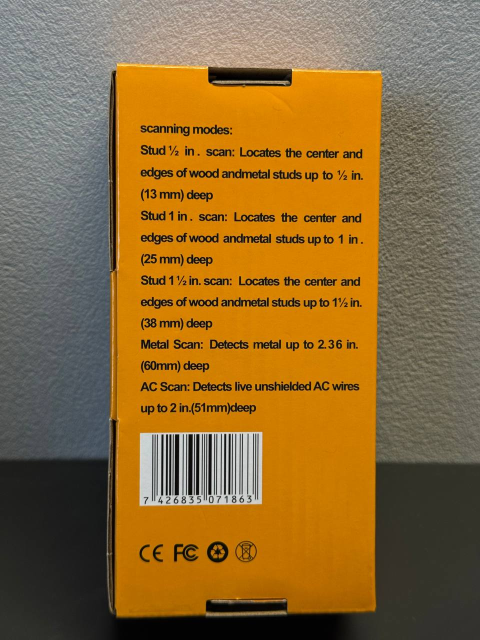 scanning modes:
Stud ½ in. scan: Locates the center and
edges of wood andmetal studs up to ½ in.
(13 mm) deep
Stud 1 in. scan: Locates the center and
edges of wood andmetal studs up to 1 in.
(25 mm) deep
Stud 1½ in. scan: Locates the center and
edges of wood andmetal studs up to 1½ in.
(38 mm) deep
Metal Scan: Detects metal up to 2.36 in.
(60mm) deep
AC Scan: Detects live unshielded AC wires
up to 2 in.(51mm)deep
7 426835 071863
CE FC